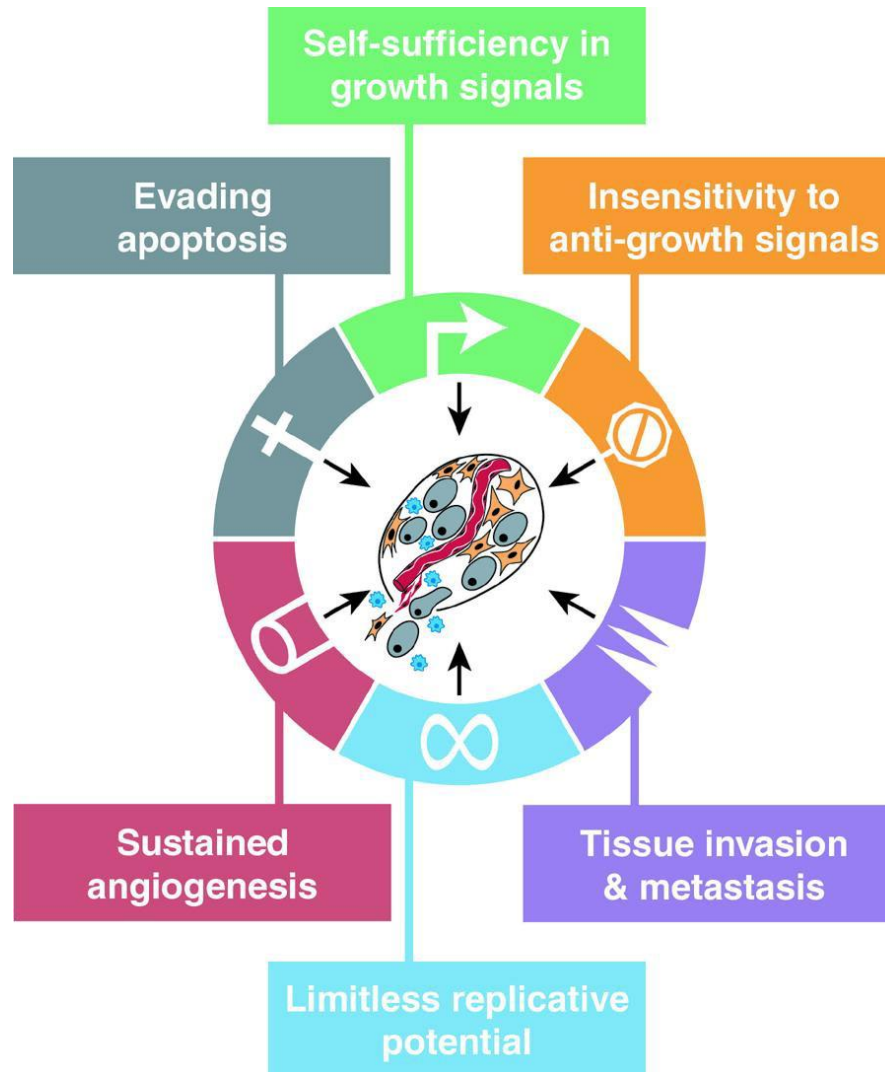 Self-sufficiency in
growth signals
Evading
apoptosis
Insensitivity to
anti-growth signals
Sustained
angiogenesis
Tissue invasion
& metastasis
Limitless replicative
potential